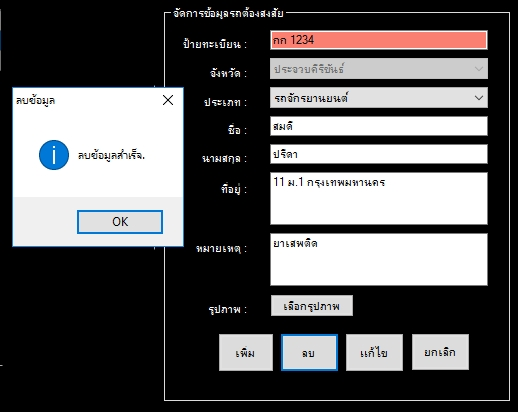 จัดการข้อมูลรถต้องสงสัย
ป้ายทะเบียน : กก 1234
จังหวัด : ประจวบคีรีขันธ์
ประเภท : รถจักรยานยนต์
ชื่อ : สมดี
นามสกุล : ปรีดา
ที่อยู่ : 11 ม.1 กรุงเทพมหานคร
หมายเหตุ : ยาเสพติด
รูปภาพ : เลือกรูปภาพ
เพิ่ม ลบ แก้ไข ยกเลิก
ลบข้อมูล
ลบข้อมูลสำเร็จ.
OK